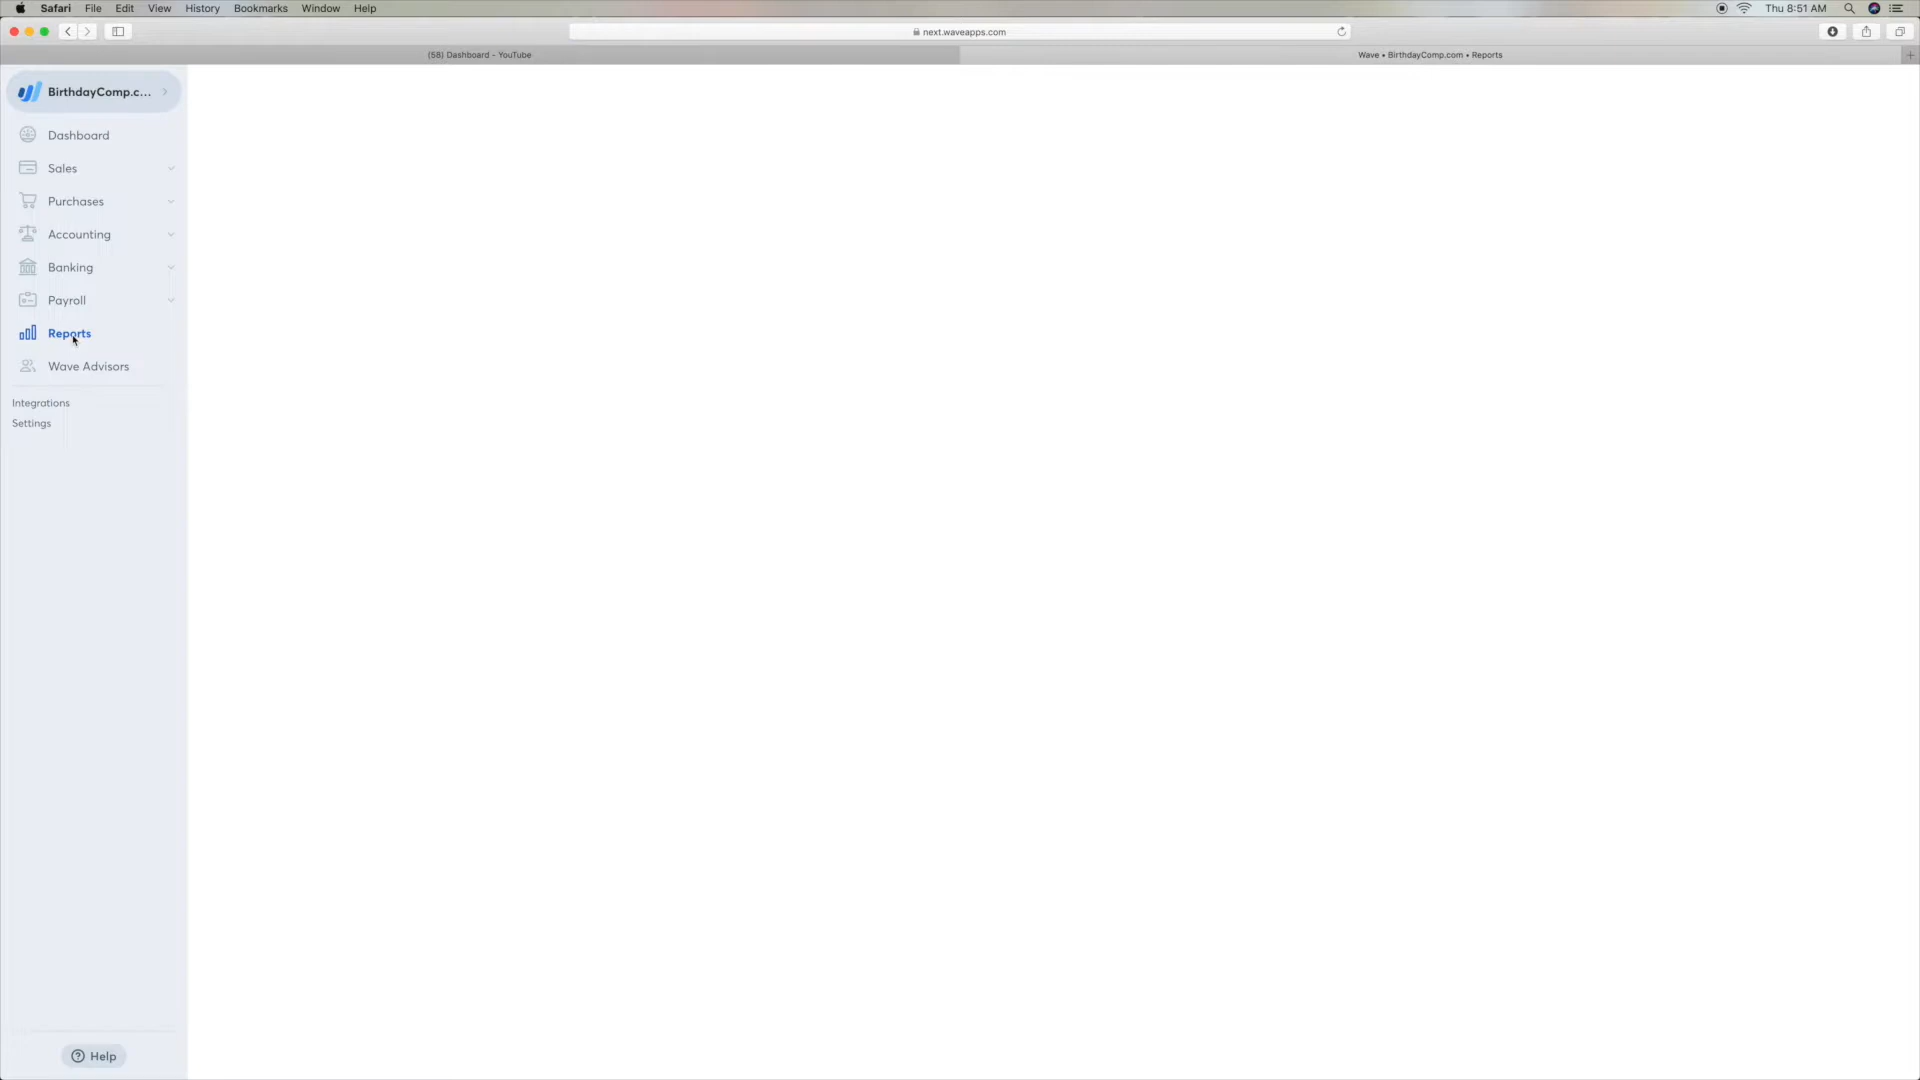 Safari File Edit View History Bookmarks Window Help Thu 8:51 AM
next.waveapps.com
(58) Dashboard - YouTube Wave • BirthdayComp.com • Reports
BirthdayComp.c...
Dashboard
Sales
Purchases
Accounting
Banking
Payroll
Reports
Wave Advisors
Integrations
Settings
Help